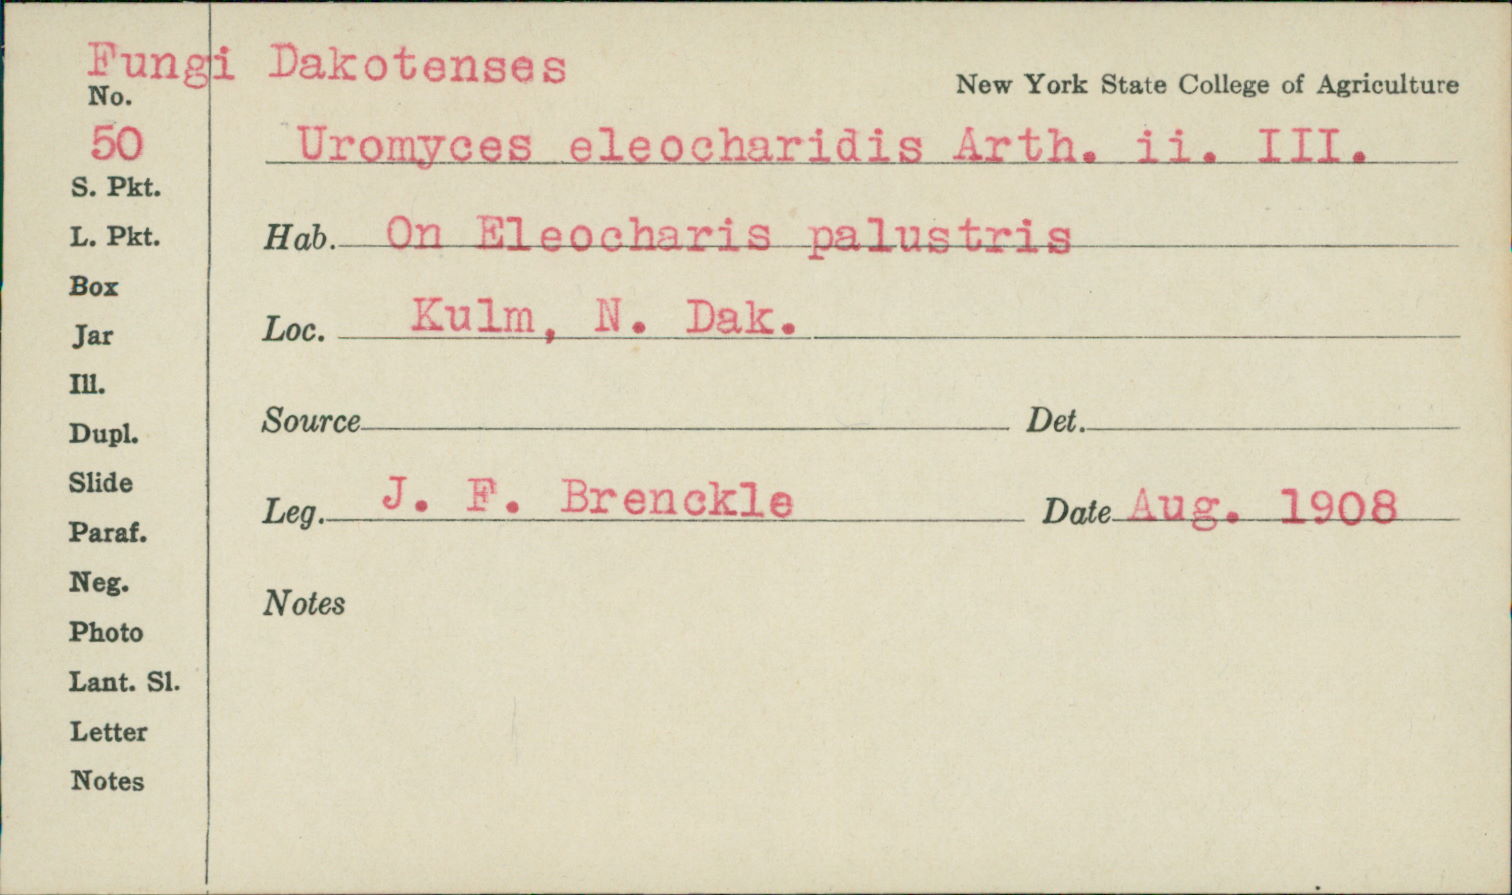 Fungi Dakotenses
New York State College of Agriculture
No.
50
Uromyces eleocharidis Arth. ii. III.
S. Pkt.
L. Pkt.
Hab. On Eleocharis palustris
Box
Loc. Kulm, N. Dak.
Jar
Ill.
Source Det.
Dupl.
Slide
Leg. J. F. Brenckle Date Aug. 1908
Paraf.
Neg.
Notes
Photo
Lant. Sl.
Letter
Notes